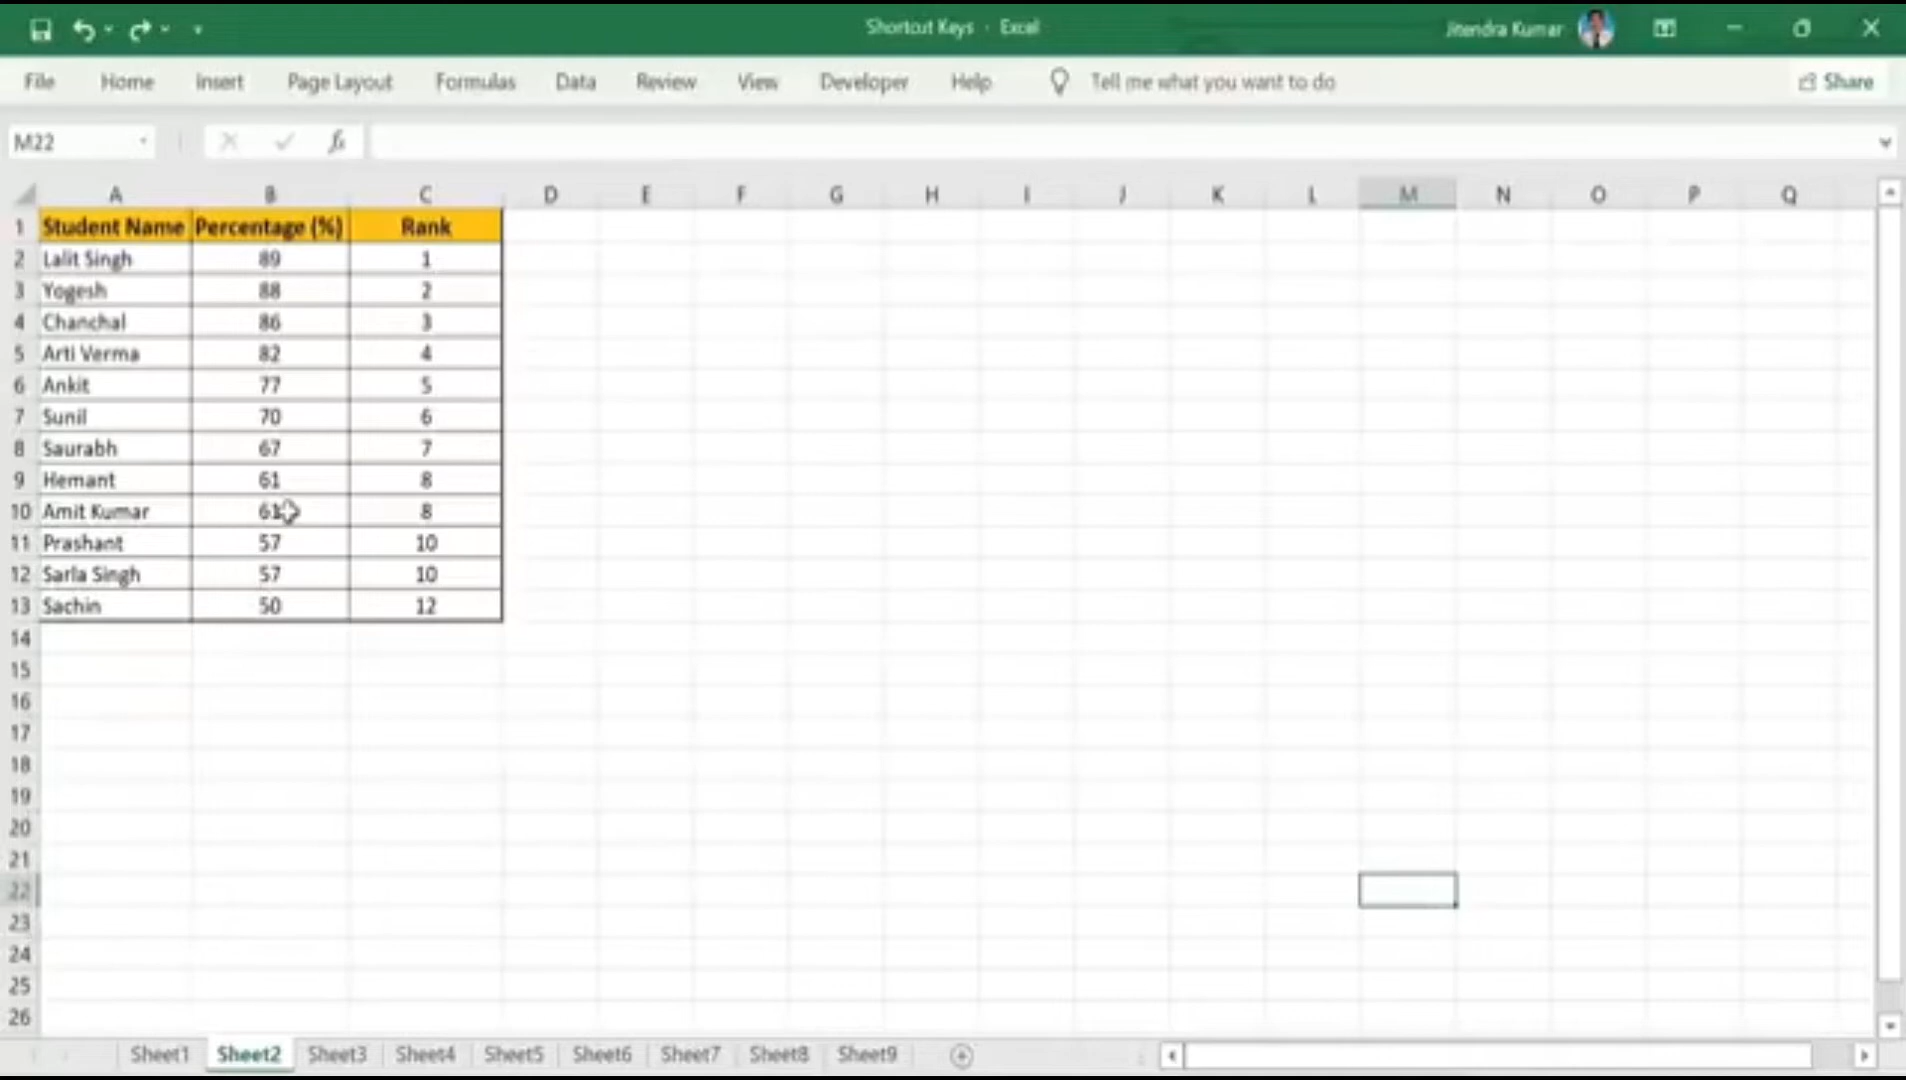 Shortcut Keys - Excel
Jitendra Kumar
File Home Insert Page Layout Formulas Data Review View Developer Help Tell me what you want to do Share
M22 fx
A B C D E F G H I J K L M N O P Q
1 Student Name Percentage (%) Rank
2 Lalit Singh 89 1
3 Yogesh 88 2
4 Chanchal 86 3
5 Arti Verma 82 4
6 Ankit 77 5
7 Sunil 70 6
8 Saurabh 67 7
9 Hemant 61 8
10 Amit Kumar 61 8
11 Prashant 57 10
12 Sarla Singh 57 10
13 Sachin 50 12
14
15
16
17
18
19
20
21
22
23
24
25
26
Sheet1 Sheet2 Sheet3 Sheet4 Sheet5 Sheet6 Sheet7 Sheet8 Sheet9